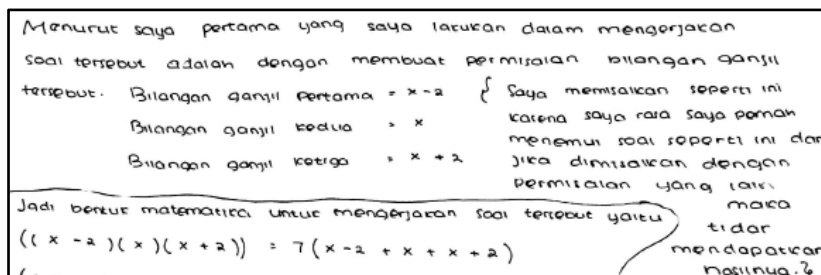 Menurut saya pertama yang saya lakukan dalam mengerjakan
soal tersebut adalah dengan membuat permisalan bilangan ganjil
tersebut. Bilangan ganjil pertama = x-2 { Saya memisalkan seperti ini
karena saya rasa saya pernah
Bilangan ganjil kedua = x
menemui soal seperti ini dan
Bilangan ganjil ketiga = x + 2
jika dimisalkan dengan
permisalan yang lain
maka
tidak
mendapatkan
hasilnya.
Jadi bentuk matematika untuk mengerjakan soal tersebut yaitu
((x - 2)(x)(x + 2)) = 7(x - 2 + x + x + 2)